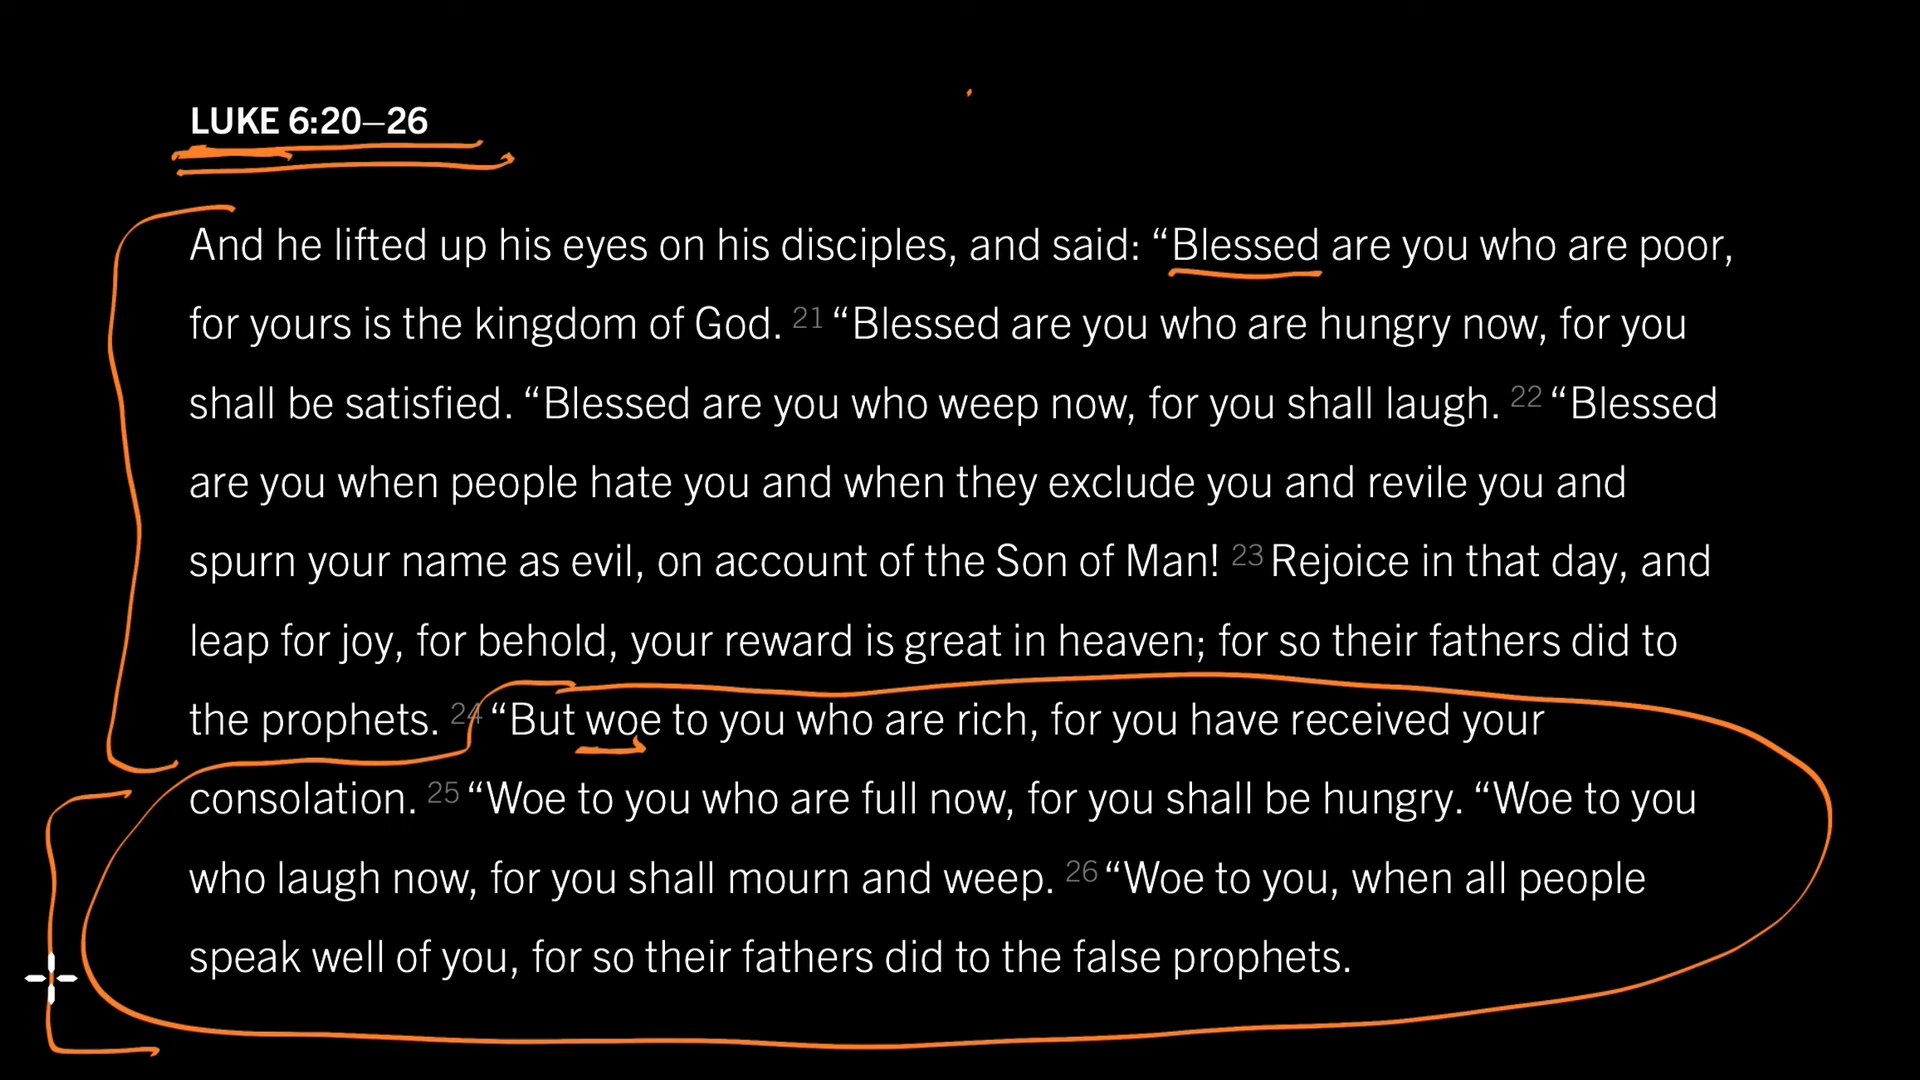 LUKE 6:20–26
And he lifted up his eyes on his disciples, and said: “Blessed are you who are poor,
for yours is the kingdom of God. 21 “Blessed are you who are hungry now, for you
shall be satisfied. “Blessed are you who weep now, for you shall laugh. 22 “Blessed
are you when people hate you and when they exclude you and revile you and
spurn your name as evil, on account of the Son of Man! 23 Rejoice in that day, and
leap for joy, for behold, your reward is great in heaven; for so their fathers did to
the prophets. 24 “But woe to you who are rich, for you have received your
consolation. 25 “Woe to you who are full now, for you shall be hungry. “Woe to you
who laugh now, for you shall mourn and weep. 26 “Woe to you, when all people
speak well of you, for so their fathers did to the false prophets.